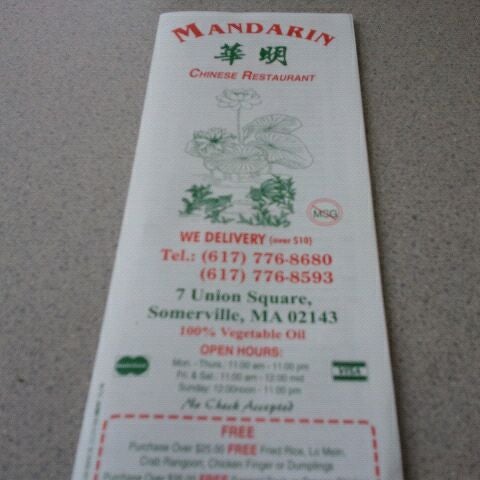 MANDARIN
華明
CHINESE RESTAURANT
MSG
WE DELIVERY (over $10)
Tel.: (617) 776-8680
(617) 776-8593
7 Union Square,
Somerville, MA 02143
100% Vegetable Oil
OPEN HOURS:
Mon. - Thurs.: 11:00 am - 11:00 pm
Fri. & Sat.: 11:00 am - 12:00 mid
Sunday: 12:00noon - 11:00 pm
VISA
No Check Accepted
FREE
Purchase Over $25.00 FREE Fried Rice, Lo Mein,
Crab Rangoon, Chicken Finger or Dumplings
Purchase Over FREE